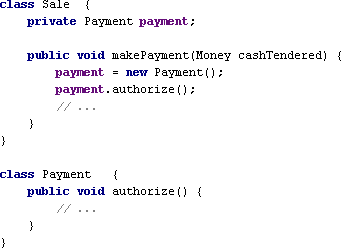 class Sale  {
    private Payment payment;

    public void makePayment(Money cashTendered) {
        payment = new Payment();
        payment.authorize();
        // ...
    }
}

class Payment   {
    public void authorize() {
        // ...
    }
}